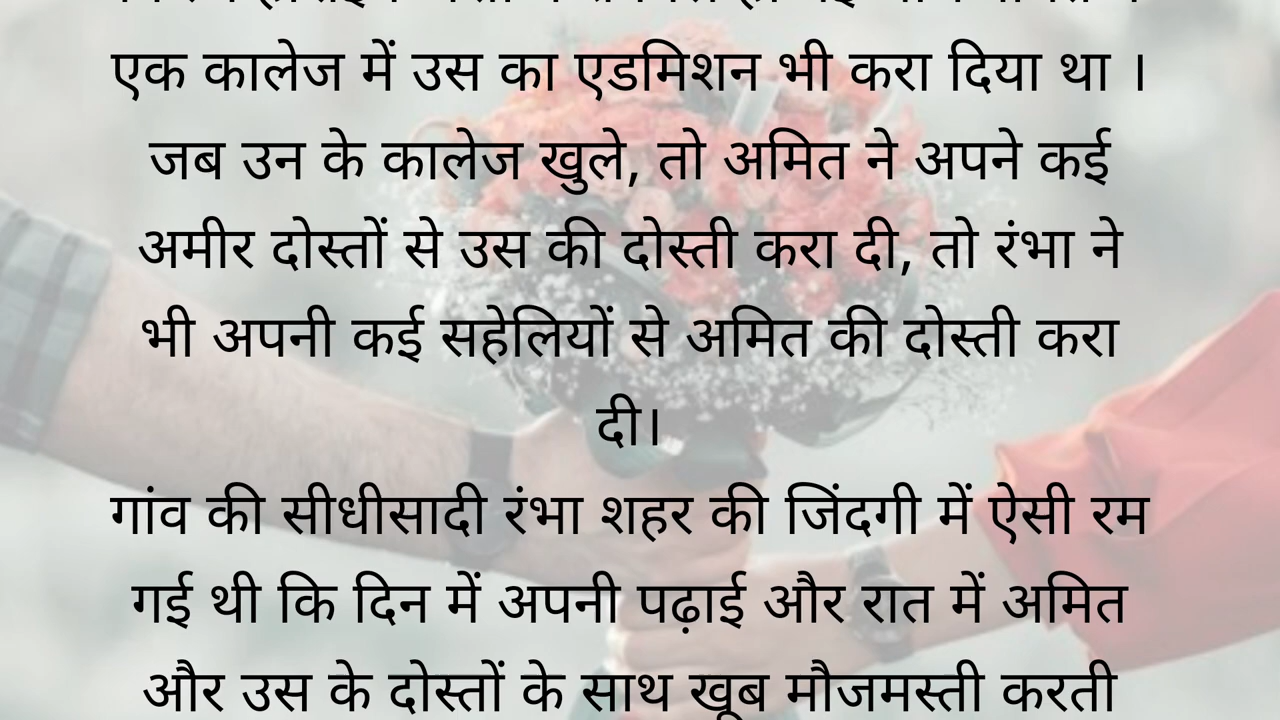 एक कालेज में उस का एडमिशन भी करा दिया था ।
जब उन के कालेज खुले, तो अमित ने अपने कई
अमीर दोस्तों से उस की दोस्ती करा दी, तो रंभा ने
भी अपनी कई सहेलियों से अमित की दोस्ती करा
दी।
गांव की सीधीसादी रंभा शहर की जिंदगी में ऐसी रम
गई थी कि दिन में अपनी पढ़ाई और रात में अमित
और उस के दोस्तों के साथ खूब मौजमस्ती करती